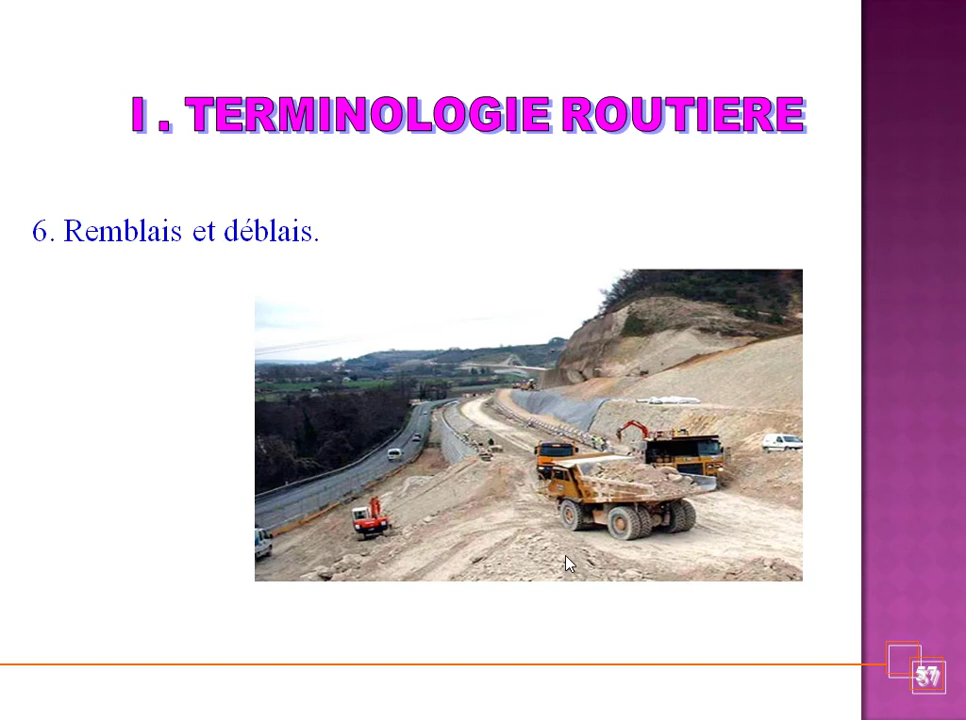 I . TERMINOLOGIE ROUTIERE
6. Remblais et déblais.
37